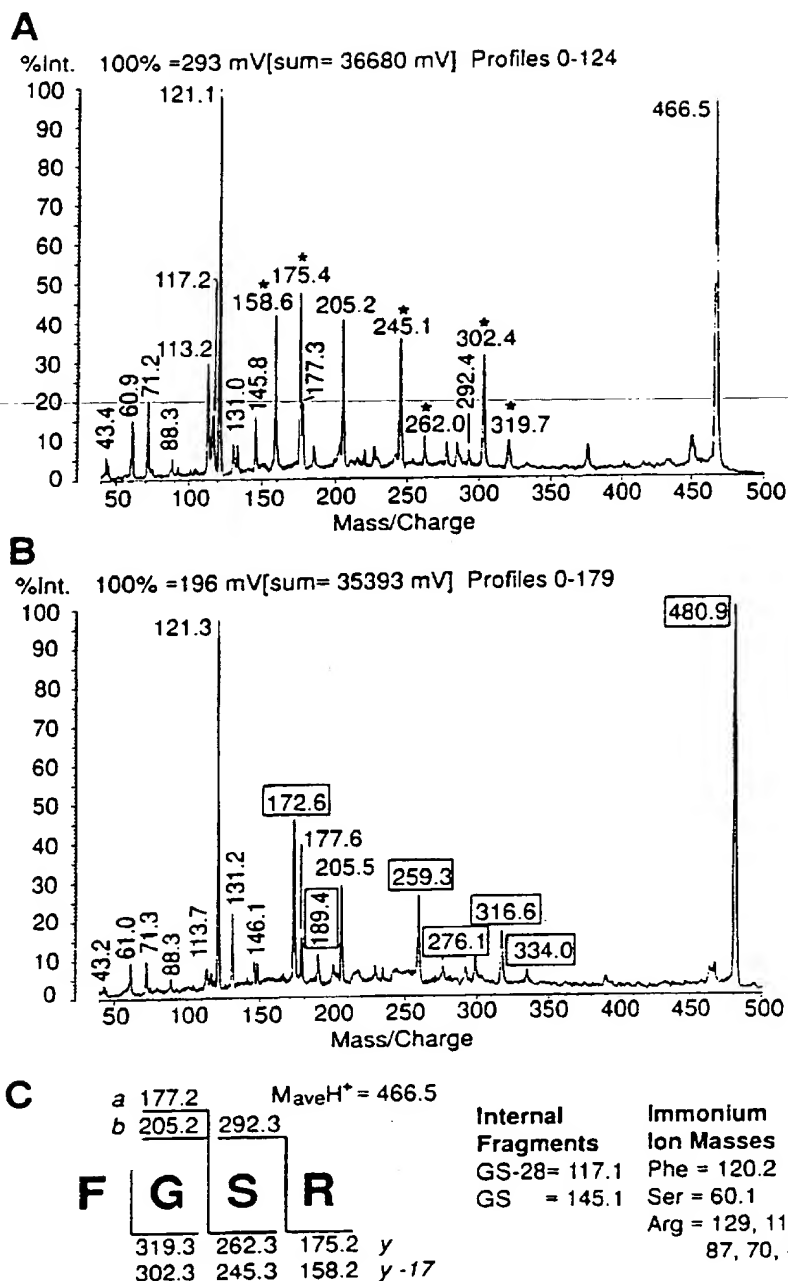 A
%Int. 100% =293 mV[sum= 36680 mV] Profiles 0-124
100
90
80
70
60
50
40
30
20
10
0
43.4
60.9
71.2
88.3
113.2
117.2
121.1
131.0
145.8
*
158.6
*
175.4
177.3
205.2
*
245.1
*
262.0
292.4
*
302.4
*
319.7
466.5
50 100 150 200 250 300 350 400 450 500
Mass/Charge
B
%Int. 100% =196 mV[sum= 35393 mV] Profiles 0-179
100
90
80
70
60
50
40
30
20
10
0
43.2
61.0
71.3
88.3
113.7
121.3
131.2
146.1
172.6
177.6
189.4
205.5
259.3
276.1
316.6
334.0
480.9
50 100 150 200 250 300 350 400 450 500
Mass/Charge
C
a 177.2 MaveH+ = 466.5
b 205.2 292.3
F G S R
319.3 262.3 175.2 y
302.3 245.3 158.2 y -17
Internal
Fragments
GS-28= 117.1
GS = 145.1
Immonium
Ion Masses
Phe = 120.2
Ser = 60.1
Arg = 129, 11
87, 70,